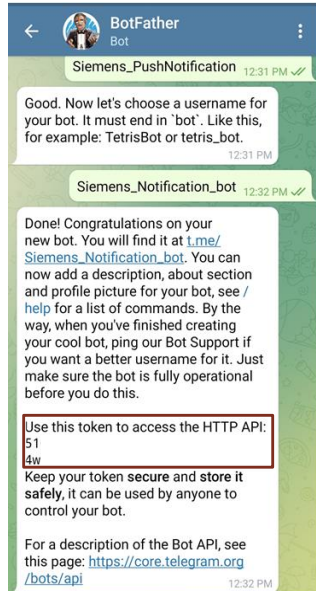 BotFather
Bot
Siemens_PushNotification 12:31 PM
Good. Now let's choose a username for
your bot. It must end in `bot`. Like this,
for example: TetrisBot or tetris_bot.
12:31 PM
Siemens_Notification_bot 12:32 PM
Done! Congratulations on your
new bot. You will find it at t.me/
Siemens_Notification_bot. You can
now add a description, about section
and profile picture for your bot, see /
help for a list of commands. By the
way, when you've finished creating
your cool bot, ping our Bot Support if
you want a better username for it. Just
make sure the bot is fully operational
before you do this.
Use this token to access the HTTP API:
51
4w
Keep your token secure and store it
safely, it can be used by anyone to
control your bot.
For a description of the Bot API, see
this page: https://core.telegram.org
/bots/api
12:32 PM